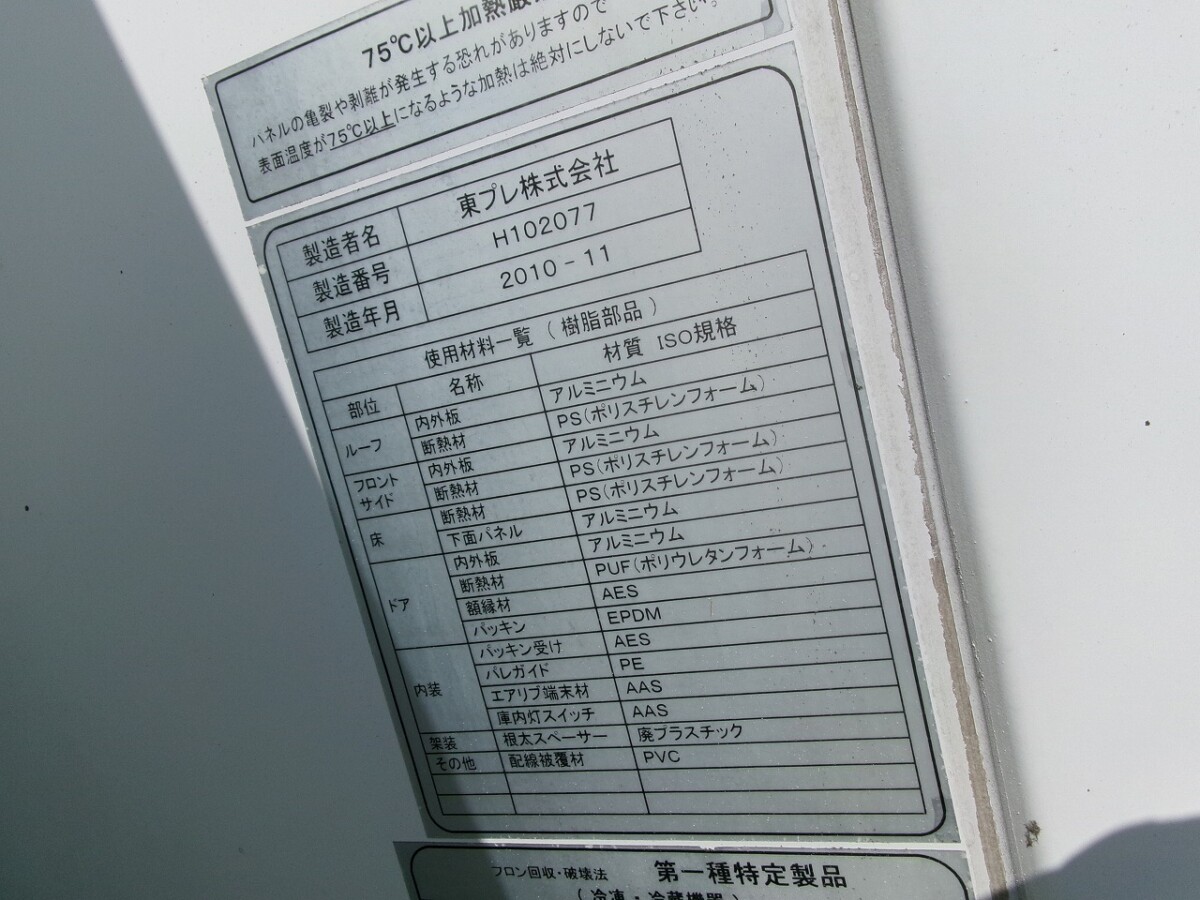 75℃以上加熱厳
パネルの亀裂や剥離が発生する恐れがありますので
表面温度が75℃以上になるような加熱は絶対にしないで下さい。
製造者名 東プレ株式会社
製造番号 H102077
製造年月 2010-11
使用材料一覧（樹脂部品）
部位 名称 材質 ISO規格
ルーフ 内外板 アルミニウム
断熱材 PS(ポリスチレンフォーム)
フロントサイド 内外板 アルミニウム
断熱材 PS(ポリスチレンフォーム)
床 断熱材 PS(ポリスチレンフォーム)
下面パネル アルミニウム
ドア 内外板 アルミニウム
断熱材 PUF(ポリウレタンフォーム)
額縁材 AES
パッキン EPDM
内装 パッキン受け AES
パレガイド PE
エアリブ端末材 AAS
庫内灯スイッチ AAS
架装 根太スペーサー 廃プラスチック
その他 配線被覆材 PVC
フロン回収・破壊法 第一種特定製品
(冷凍・冷蔵機器)